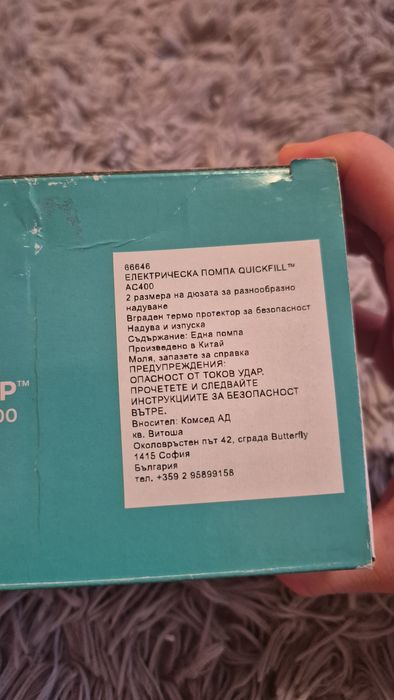 66646
ЕЛЕКТРИЧЕСКА ПОМПА QUICKFILL™
AC400
2 размера на дюзата за разнообразно
надуване
Вграден термо протектор за безопасност
Надува и изпуска
Съдържание: Една помпа
Произведено в Китай
Моля, запазете за справка
ПРЕДУПРЕЖДЕНИЯ:
ОПАСНОСТ ОТ ТОКОВ УДАР,
ПРОЧЕТЕТЕ И СЛЕДВАЙТЕ
ИНСТРУКЦИИТЕ ЗА БЕЗОПАСНОСТ
ВЪТРЕ.
Вносител: Комсед АД
кв. Витоша
Околовръстен път 42, сграда Butterfly
1415 София
България
тел. +359 2 95899158
P™
00